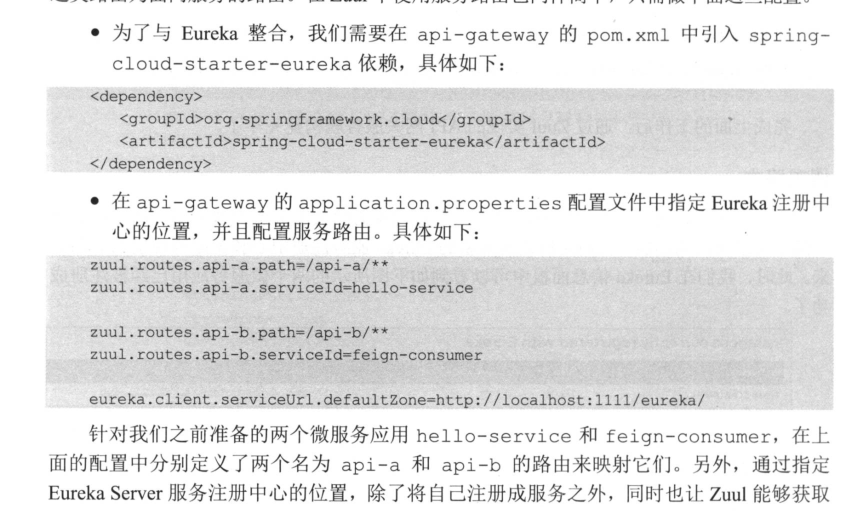 • 为了与 Eureka 整合，我们需要在 api-gateway 的 pom.xml 中引入 spring-
cloud-starter-eureka 依赖，具体如下：
<dependency>
<groupId>org.springframework.cloud</groupId>
<artifactId>spring-cloud-starter-eureka</artifactId>
</dependency>
• 在 api-gateway 的 application.properties 配置文件中指定 Eureka 注册中
心的位置，并且配置服务路由。具体如下：
zuul.routes.api-a.path=/api-a/**
zuul.routes.api-a.serviceId=hello-service
zuul.routes.api-b.path=/api-b/**
zuul.routes.api-b.serviceId=feign-consumer
eureka.client.serviceUrl.defaultZone=http://localhost:1111/eureka/
针对我们之前准备的两个微服务应用 hello-service 和 feign-consumer，在上
面的配置中分别定义了两个名为 api-a 和 api-b 的路由来映射它们。另外，通过指定
Eureka Server 服务注册中心的位置，除了将自己注册成服务之外，同时也让 Zuul 能够获取